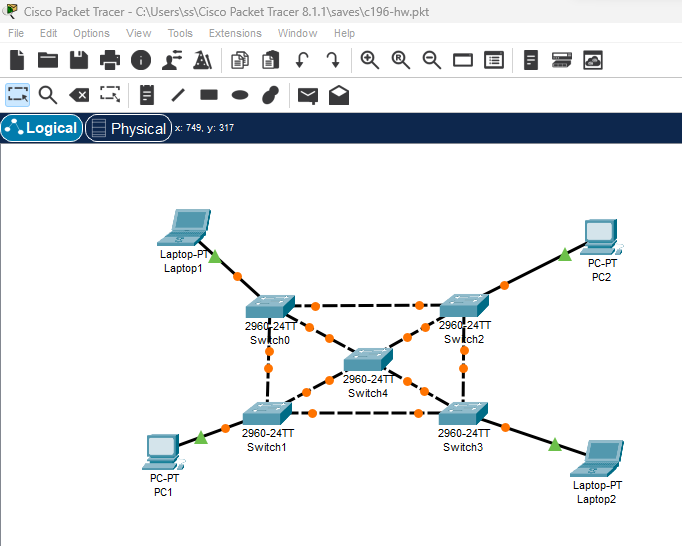 Cisco Packet Tracer - C:\Users\ss\Cisco Packet Tracer 8.1.1\saves\c196-hw.pkt
File Edit Options View Tools Extensions Window Help
Logical Physical x: 749, y: 317
Laptop-PT
Laptop1
PC-PT
PC2
2960-24TT
Switch0
2960-24TT
Switch2
2960-24TT
Switch4
2960-24TT
Switch1
2960-24TT
Switch3
PC-PT
PC1
Laptop-PT
Laptop2